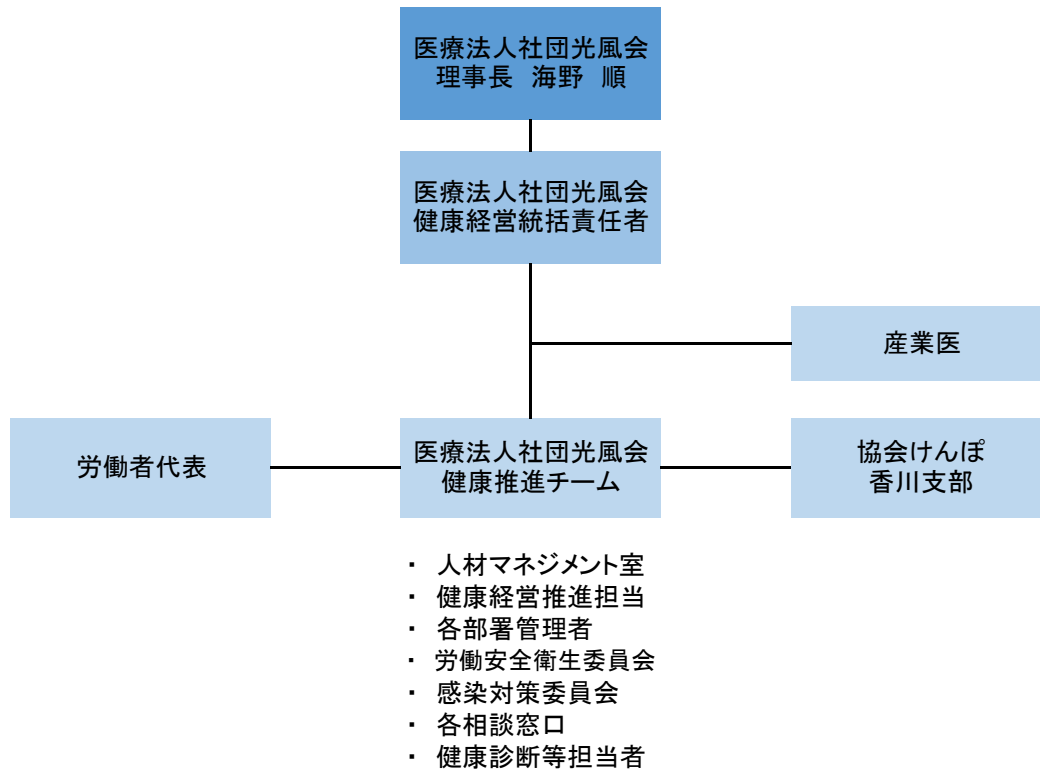 医療法人社団光風会
理事長　海野　順
医療法人社団光風会
健康経営統括責任者
産業医
労働者代表
医療法人社団光風会
健康推進チーム
協会けんぽ
香川支部
・ 人材マネジメント室
・ 健康経営推進担当
・ 各部署管理者
・ 労働安全衛生委員会
・ 感染対策委員会
・ 各相談窓口
・ 健康診断等担当者